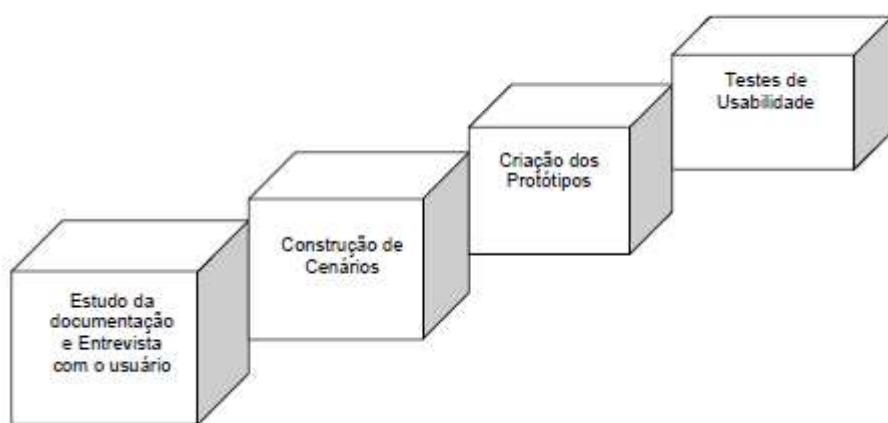 Estudo da
documentação
e Entrevista
com o usuário
Construção de
Cenários
Criação dos
Protótipos
Testes de
Usabilidade